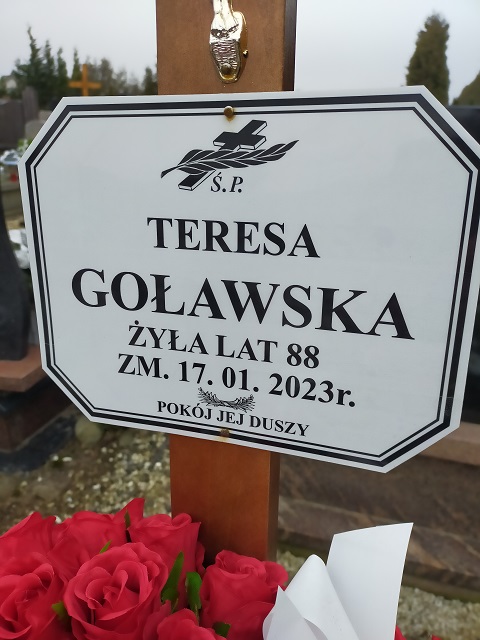 Ś.P.
TERESA
GOŁAWSKA
ŻYŁA LAT 88
ZM. 17. 01. 2023r.
POKÓJ JEJ DUSZY